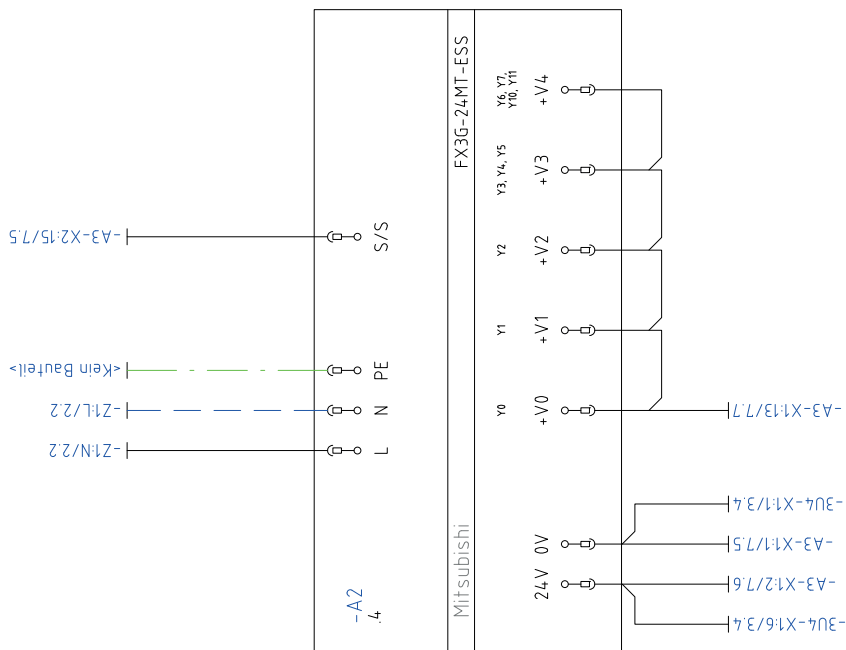 -A3-X2:15/7.5
<Kein Bauteil>
-Z1:L/2.2
-Z1:N/2.2
S/S
PE
N
L
-A2
.4
FX3G-24MT-ESS
Mitsubishi
Y6, Y7,
Y10, Y11
+V4
Y3, Y4, Y5
+V3
Y2
+V2
Y1
+V1
Y0
+V0
0V
24V
-A3-X1:13/7.7
-3U4-X1:1/3.4
-A3-X1:1/7.5
-A3-X1:2/7.6
-3U4-X1:6/3.4